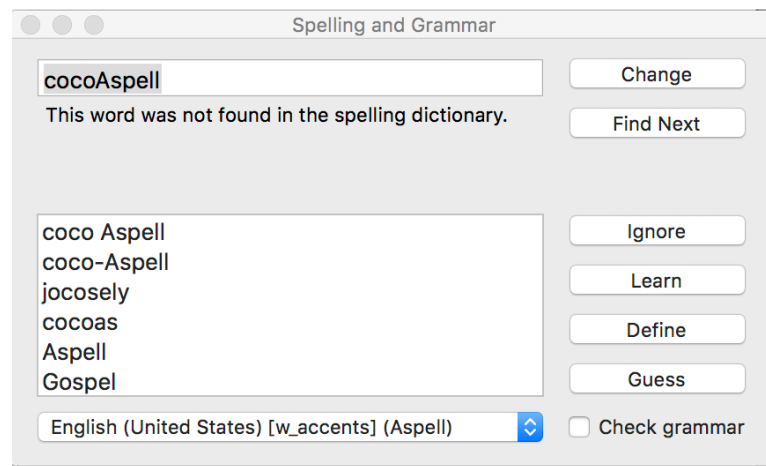 Spelling and Grammar
cocoAspell
Change
This word was not found in the spelling dictionary.
Find Next
coco Aspell
coco-Aspell
jocosely
cocoas
Aspell
Gospel
Ignore
Learn
Define
Guess
English (United States) [w_accents] (Aspell)
Check grammar